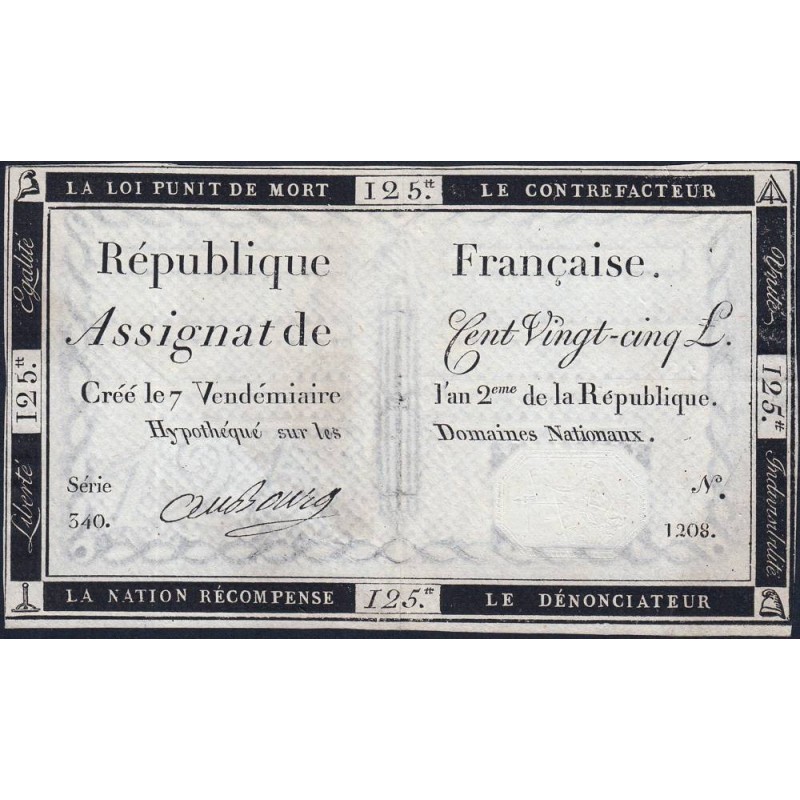 LA LOI PUNIT DE MORT 125.tt LE CONTREFACTEUR
Égalité
Unité
République Française.
Assignat de Cent Vingt-cinq L.
Créé le 7 Vendémiaire l'an 2eme de la République.
Hypothéqué sur les Domaines Nationaux.
125.tt
125.tt
Série N°.
340. Aubourg 1208.
Liberté
Indivisibilité
LA NATION RÉCOMPENSE 125.tt LE DÉNONCIATEUR